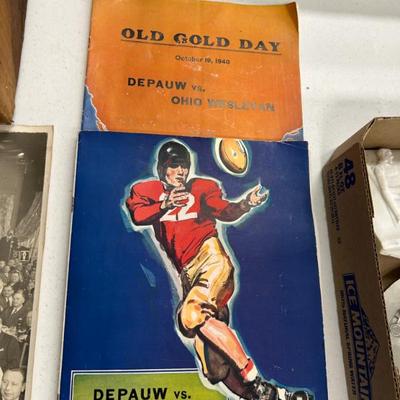 OLD GOLD DAY
October 19, 1940
DEPAUW vs.
OHIO WESLEYAN
22
DEPAUW vs.
48
ICE MOUNTAIN